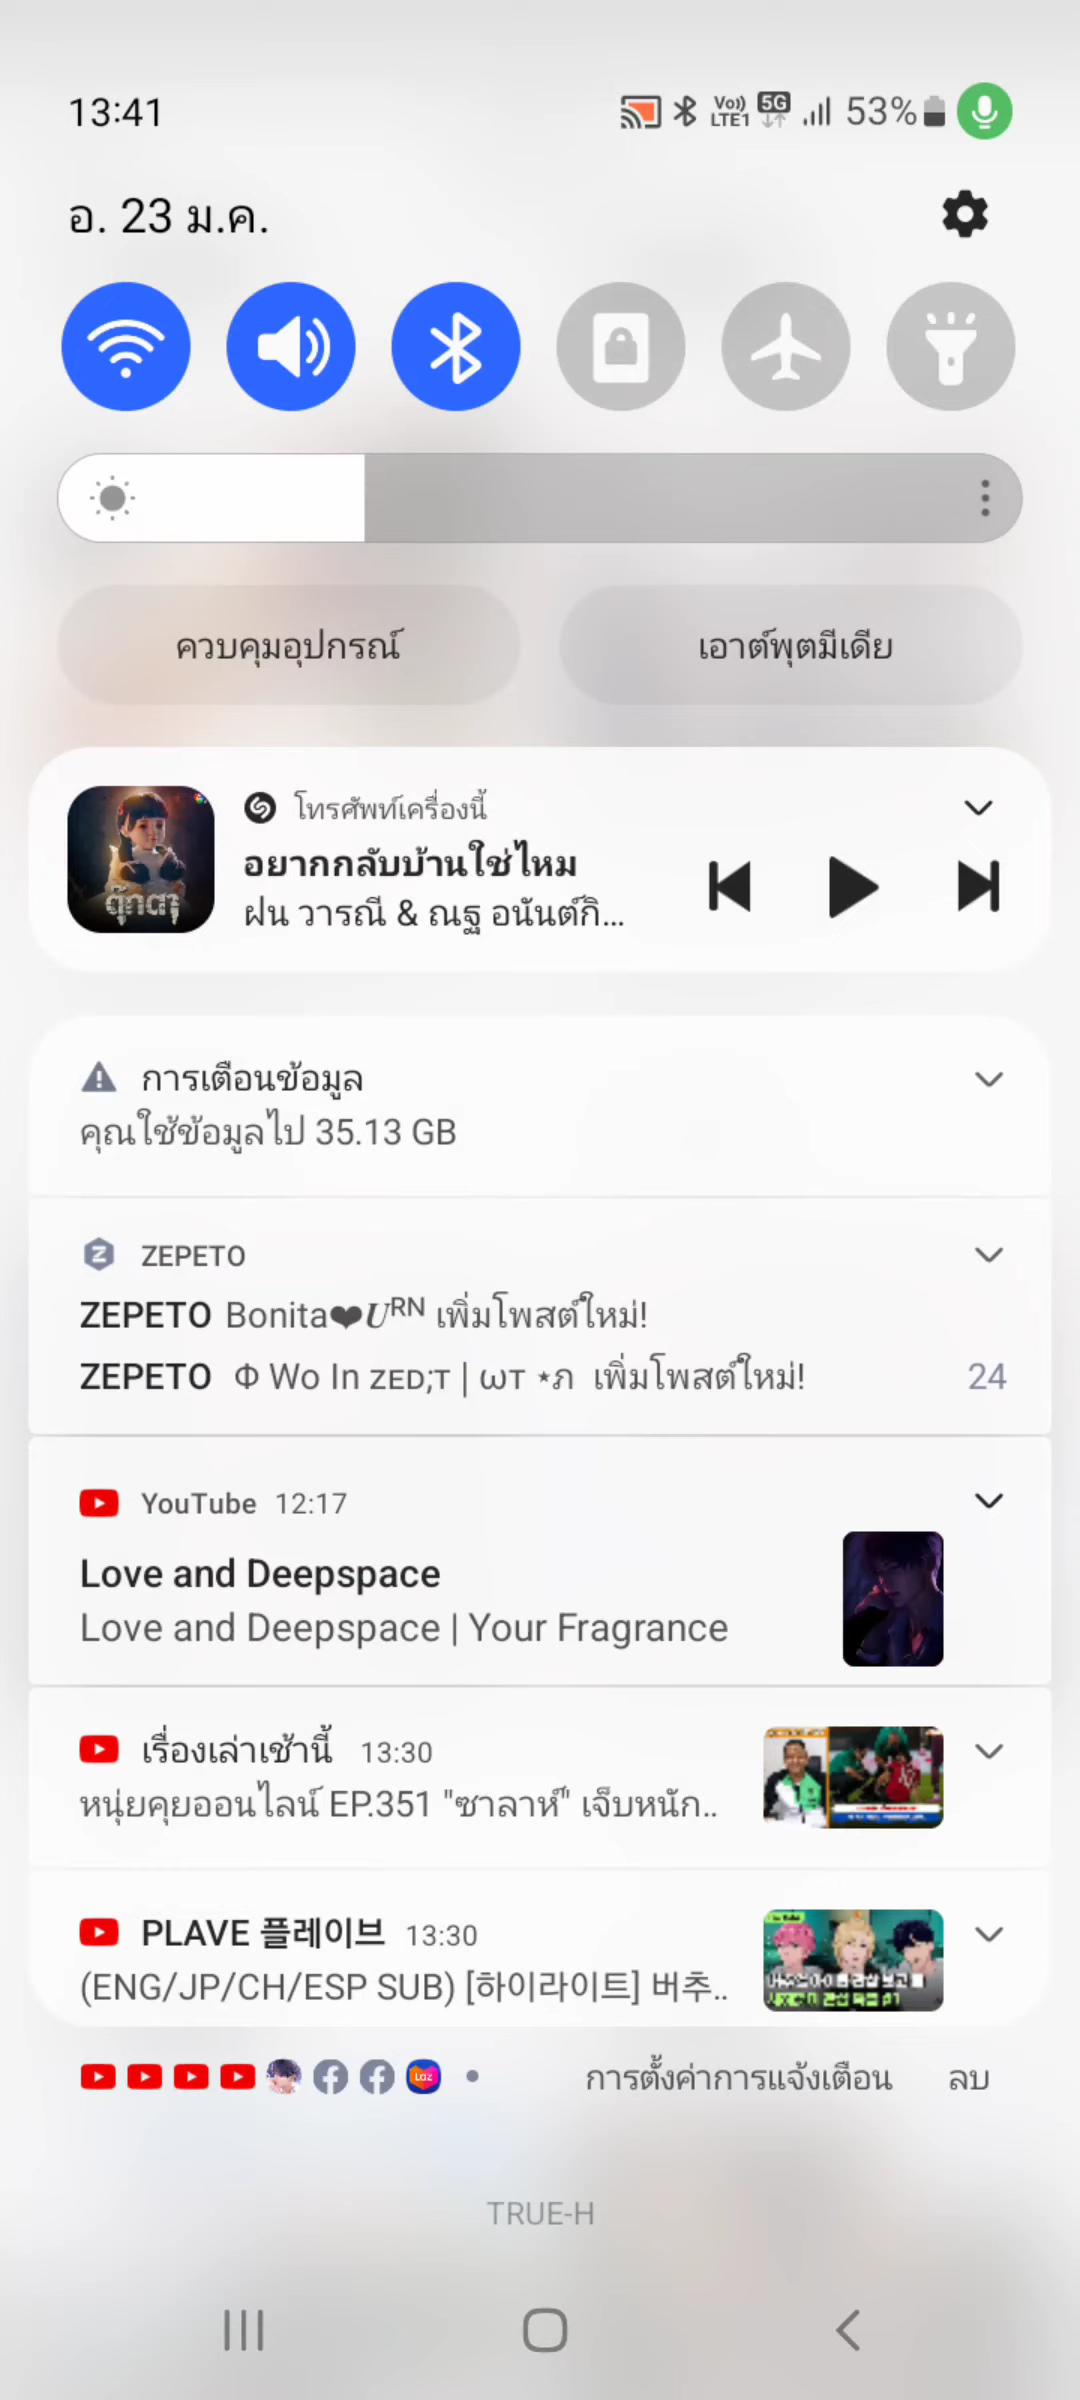 13:41
Vo)) LTE1 5G 53%
อ. 23 ม.ค.
ควบคุมอุปกรณ์
เอาต์พุตมีเดีย
โทรศัพท์เครื่องนี้
อยากกลับบ้านใช่ไหม
ฝน วารณี & ณฐ อนันต์กิ...
ตุ๊กตา
การเตือนข้อมูล
คุณใช้ข้อมูลไป 35.13 GB
ZEPETO
ZEPETO Bonita❤𝑼ᴿᴺ เพิ่มโพสต์ใหม่!
ZEPETO Φ Wo In ᴢᴇᴅ;ᴛ | ωᴛ ⋆ภ เพิ่มโพสต์ใหม่! 24
YouTube 12:17
Love and Deepspace
Love and Deepspace | Your Fragrance
เรื่องเล่าเช้านี้ 13:30
หนุ่ยคุยออนไลน์ EP.351 "ซาลาห์" เจ็บหนัก..
PLAVE 플레이브 13:30
(ENG/JP/CH/ESP SUB) [하이라이트] 버추..
Laz
การตั้งค่าการแจ้งเตือน ลบ
TRUE-H